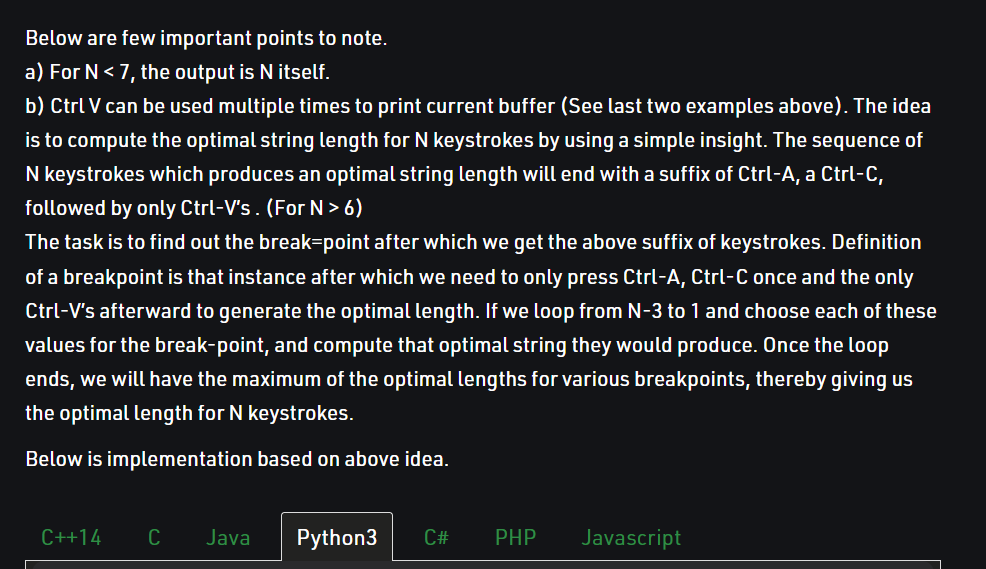 Below are few important points to note.
a) For N < 7, the output is N itself.
b) Ctrl V can be used multiple times to print current buffer (See last two examples above). The idea
is to compute the optimal string length for N keystrokes by using a simple insight. The sequence of
N keystrokes which produces an optimal string length will end with a suffix of Ctrl-A, a Ctrl-C,
followed by only Ctrl-V's . (For N > 6)
The task is to find out the break=point after which we get the above suffix of keystrokes. Definition
of a breakpoint is that instance after which we need to only press Ctrl-A, Ctrl-C once and the only
Ctrl-V's afterward to generate the optimal length. If we loop from N-3 to 1 and choose each of these
values for the break-point, and compute that optimal string they would produce. Once the loop
ends, we will have the maximum of the optimal lengths for various breakpoints, thereby giving us
the optimal length for N keystrokes.
Below is implementation based on above idea.
C++14 C Java Python3 C# PHP Javascript